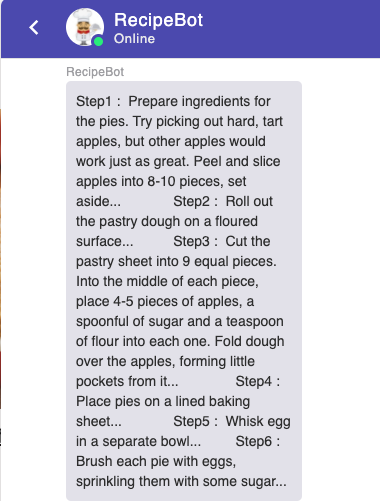 RecipeBot
Online
RecipeBot
Step1 :  Prepare ingredients for
the pies. Try picking out hard, tart
apples, but other apples would
work just as great. Peel and slice
apples into 8-10 pieces, set
aside...          Step2 :  Roll out
the pastry dough on a floured
surface...        Step3 :  Cut the
pastry sheet into 9 equal pieces.
Into the middle of each piece,
place 4-5 pieces of apples, a
spoonful of sugar and a teaspoon
of flour into each one. Fold dough
over the apples, forming little
pockets from it...          Step4 :
Place pies on a lined baking
sheet...          Step5 :  Whisk egg
in a separate bowl...      Step6 :
Brush each pie with eggs,
sprinkling them with some sugar...